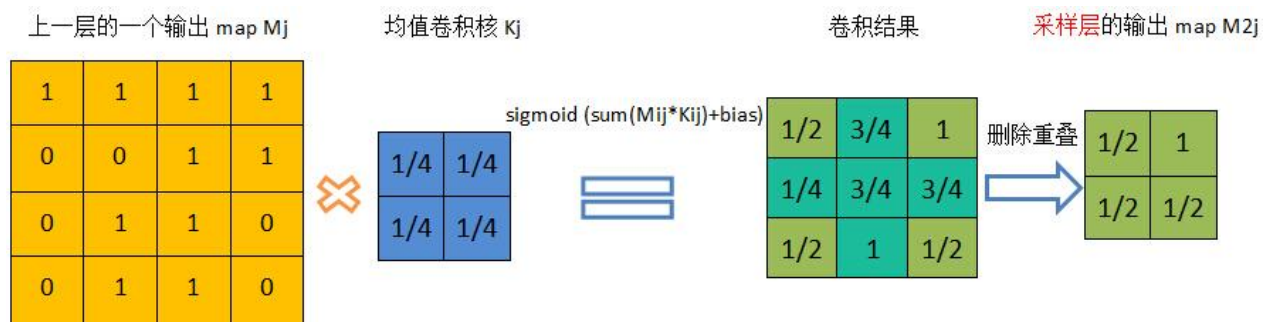 上一层的一个输出 map Mj
均值卷积核 Kj
卷积结果
采样层的输出 map M2j
1 1 1 1
0 0 1 1
0 1 1 0
0 1 1 0
1/4 1/4
1/4 1/4
sigmoid (sum(Mij*Kij)+bias)
1/2 3/4 1
1/4 3/4 3/4
1/2 1 1/2
删除重叠
1/2 1
1/2 1/2